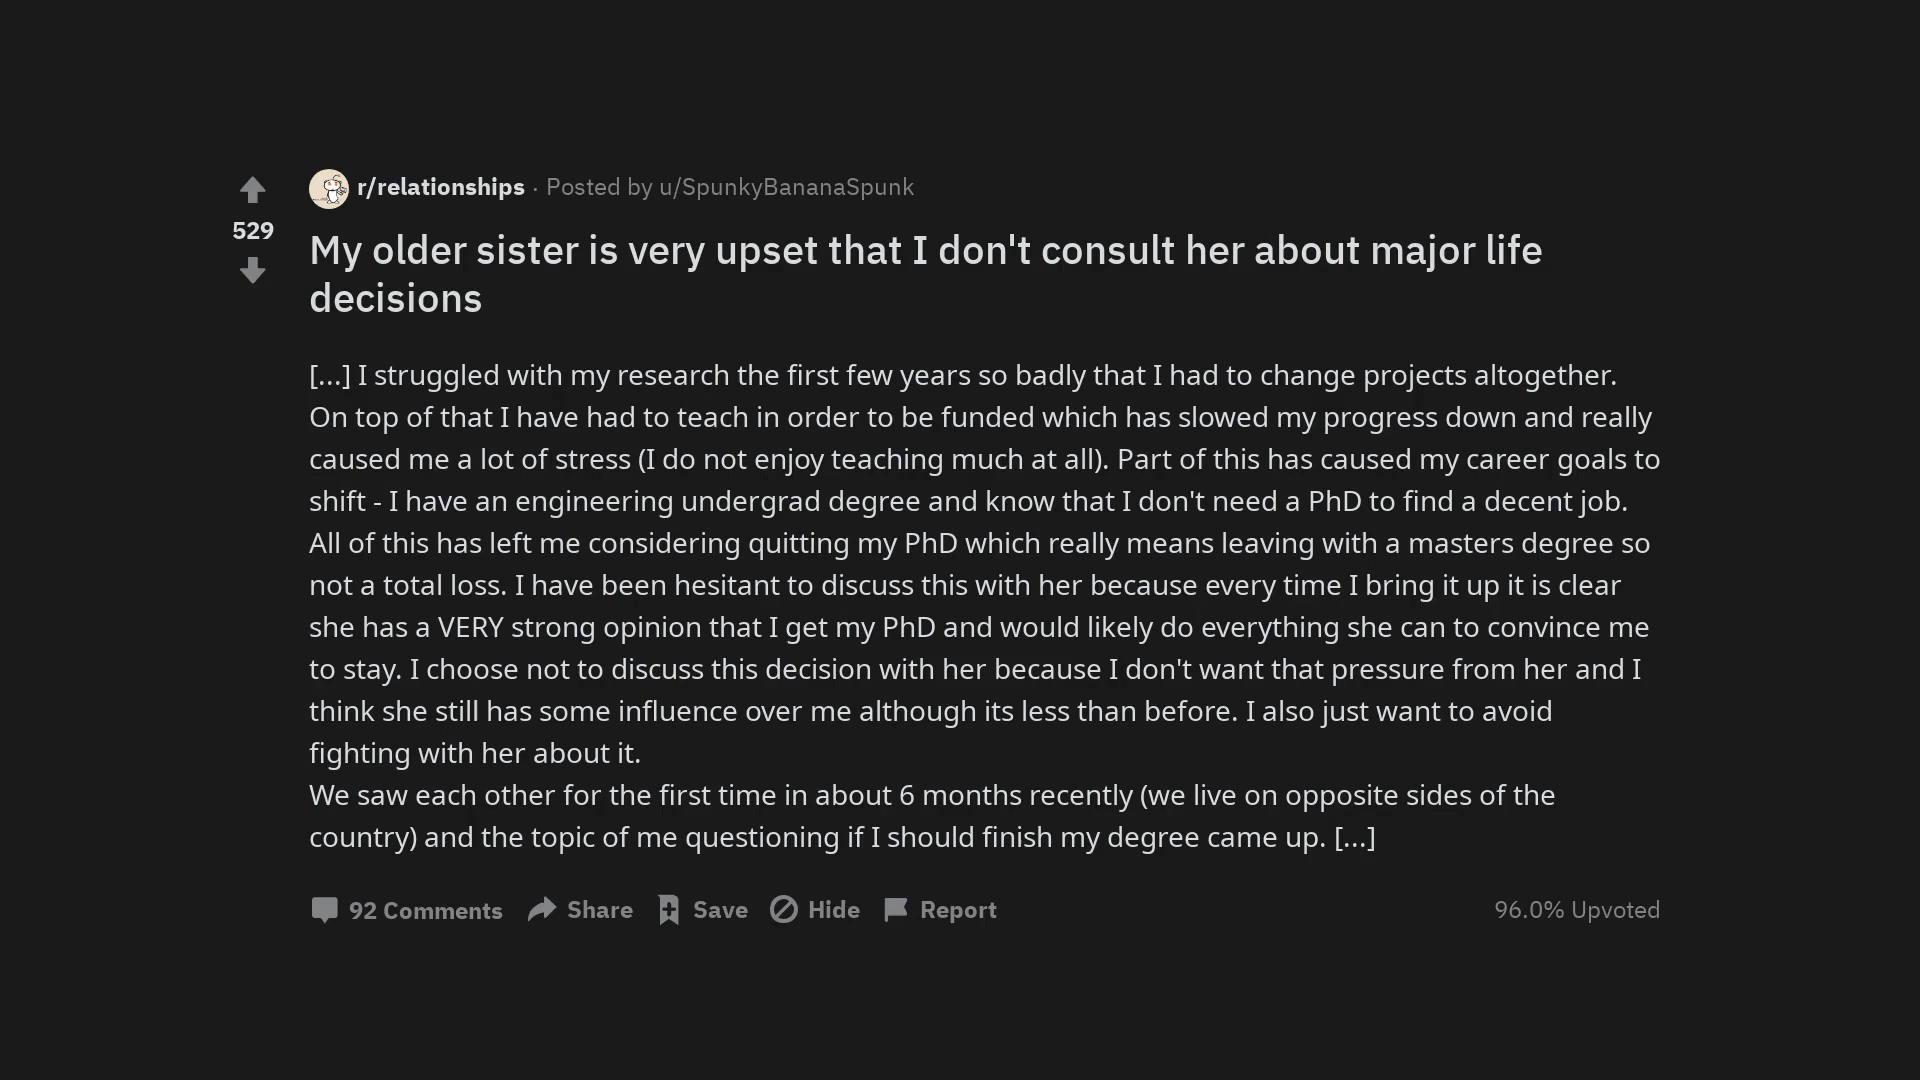 r/relationships · Posted by u/SpunkyBananaSpunk
529
My older sister is very upset that I don't consult her about major life
decisions
[...] I struggled with my research the first few years so badly that I had to change projects altogether.
On top of that I have had to teach in order to be funded which has slowed my progress down and really
caused me a lot of stress (I do not enjoy teaching much at all). Part of this has caused my career goals to
shift - I have an engineering undergrad degree and know that I don't need a PhD to find a decent job.
All of this has left me considering quitting my PhD which really means leaving with a masters degree so
not a total loss. I have been hesitant to discuss this with her because every time I bring it up it is clear
she has a VERY strong opinion that I get my PhD and would likely do everything she can to convince me
to stay. I choose not to discuss this decision with her because I don't want that pressure from her and I
think she still has some influence over me although its less than before. I also just want to avoid
fighting with her about it.
We saw each other for the first time in about 6 months recently (we live on opposite sides of the
country) and the topic of me questioning if I should finish my degree came up. [...]
92 Comments Share Save Hide Report 96.0% Upvoted